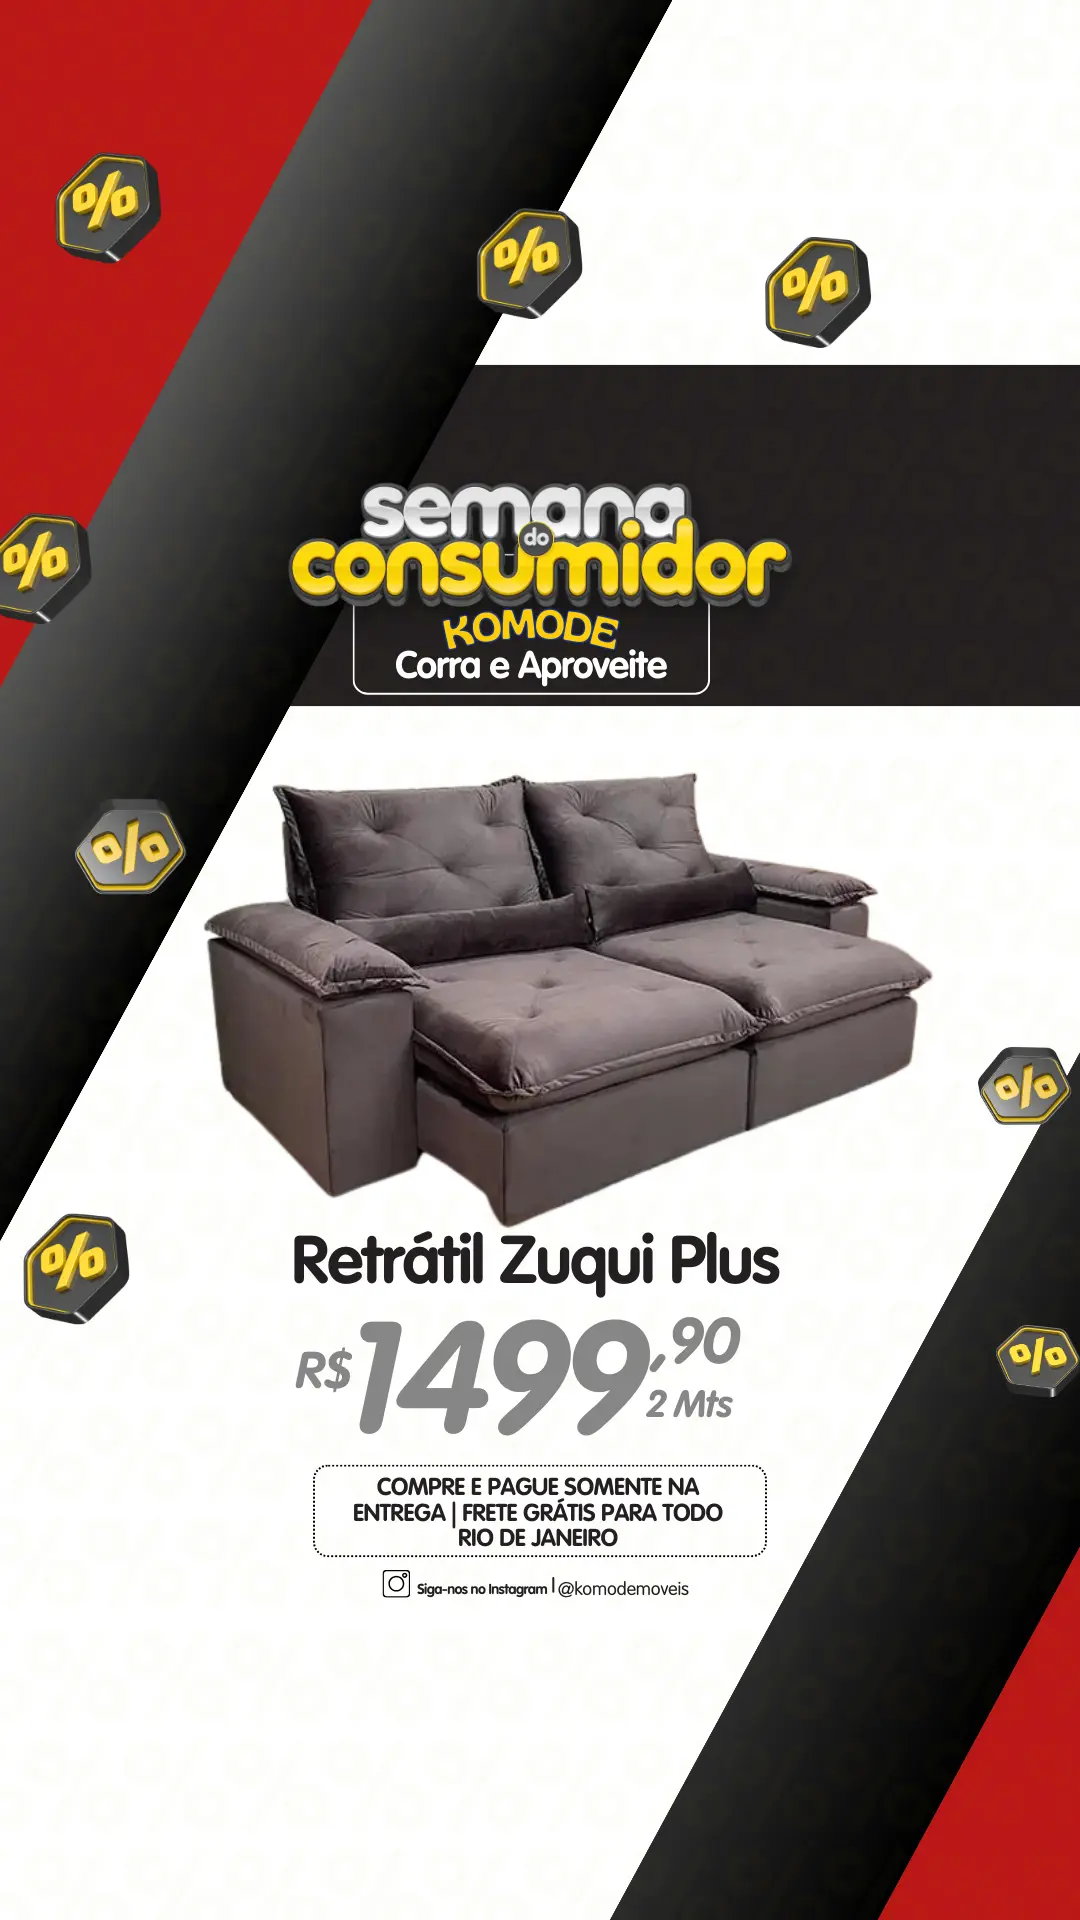 semana
do
consumidor
KOMODE
Corra e Aproveite
Retrátil Zuqui Plus
R$ 1499,90
2 Mts
COMPRE E PAGUE SOMENTE NA
ENTREGA | FRETE GRÁTIS PARA TODO
RIO DE JANEIRO
Siga-nos no Instagram | @komodemoveis
%
%
%
%
%
%
%
%